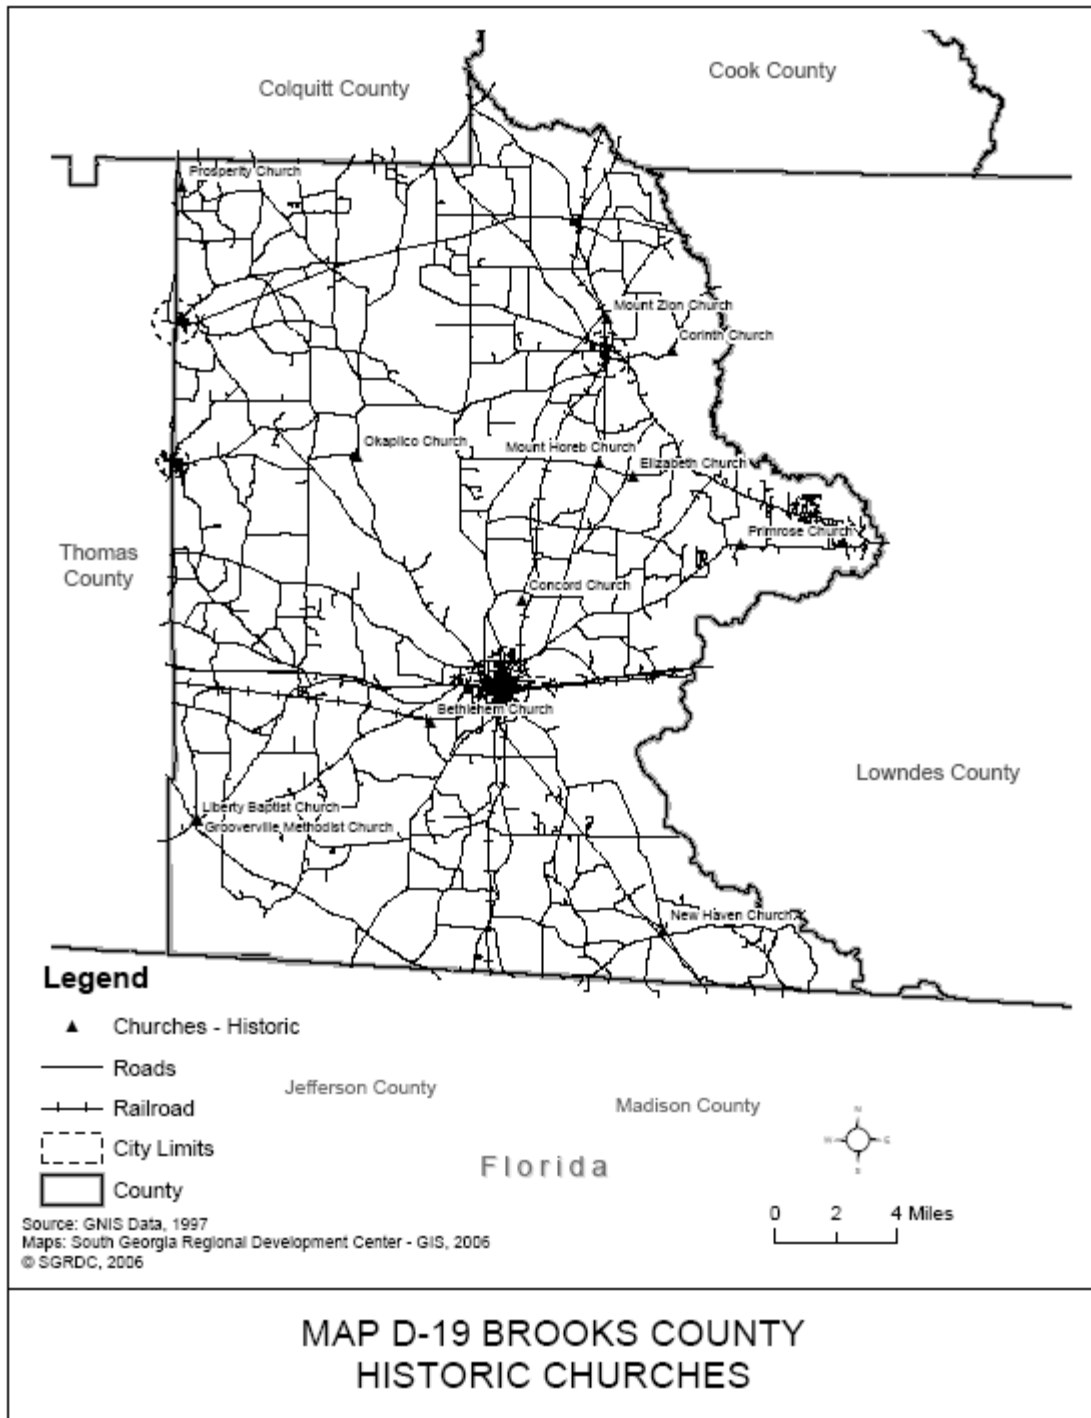 Colquitt County
Cook County
Prosperity Church
Mount Zion Church
Corinth Church
Okapilco Church
Mount Horeb Church
Elizabeth Church
Primrose Church
Thomas
County
Concord Church
Bethlehem Church
Lowndes County
Liberty Baptist Church
Grooverville Methodist Church
New Haven Church
Legend
Churches - Historic
Roads
Railroad
City Limits
County
Jefferson County
Madison County
Florida
N
W
E
S
0 2 4 Miles
Source: GNIS Data, 1997
Maps: South Georgia Regional Development Center - GIS, 2006
© SGRDC, 2006
MAP D-19 BROOKS COUNTY
HISTORIC CHURCHES